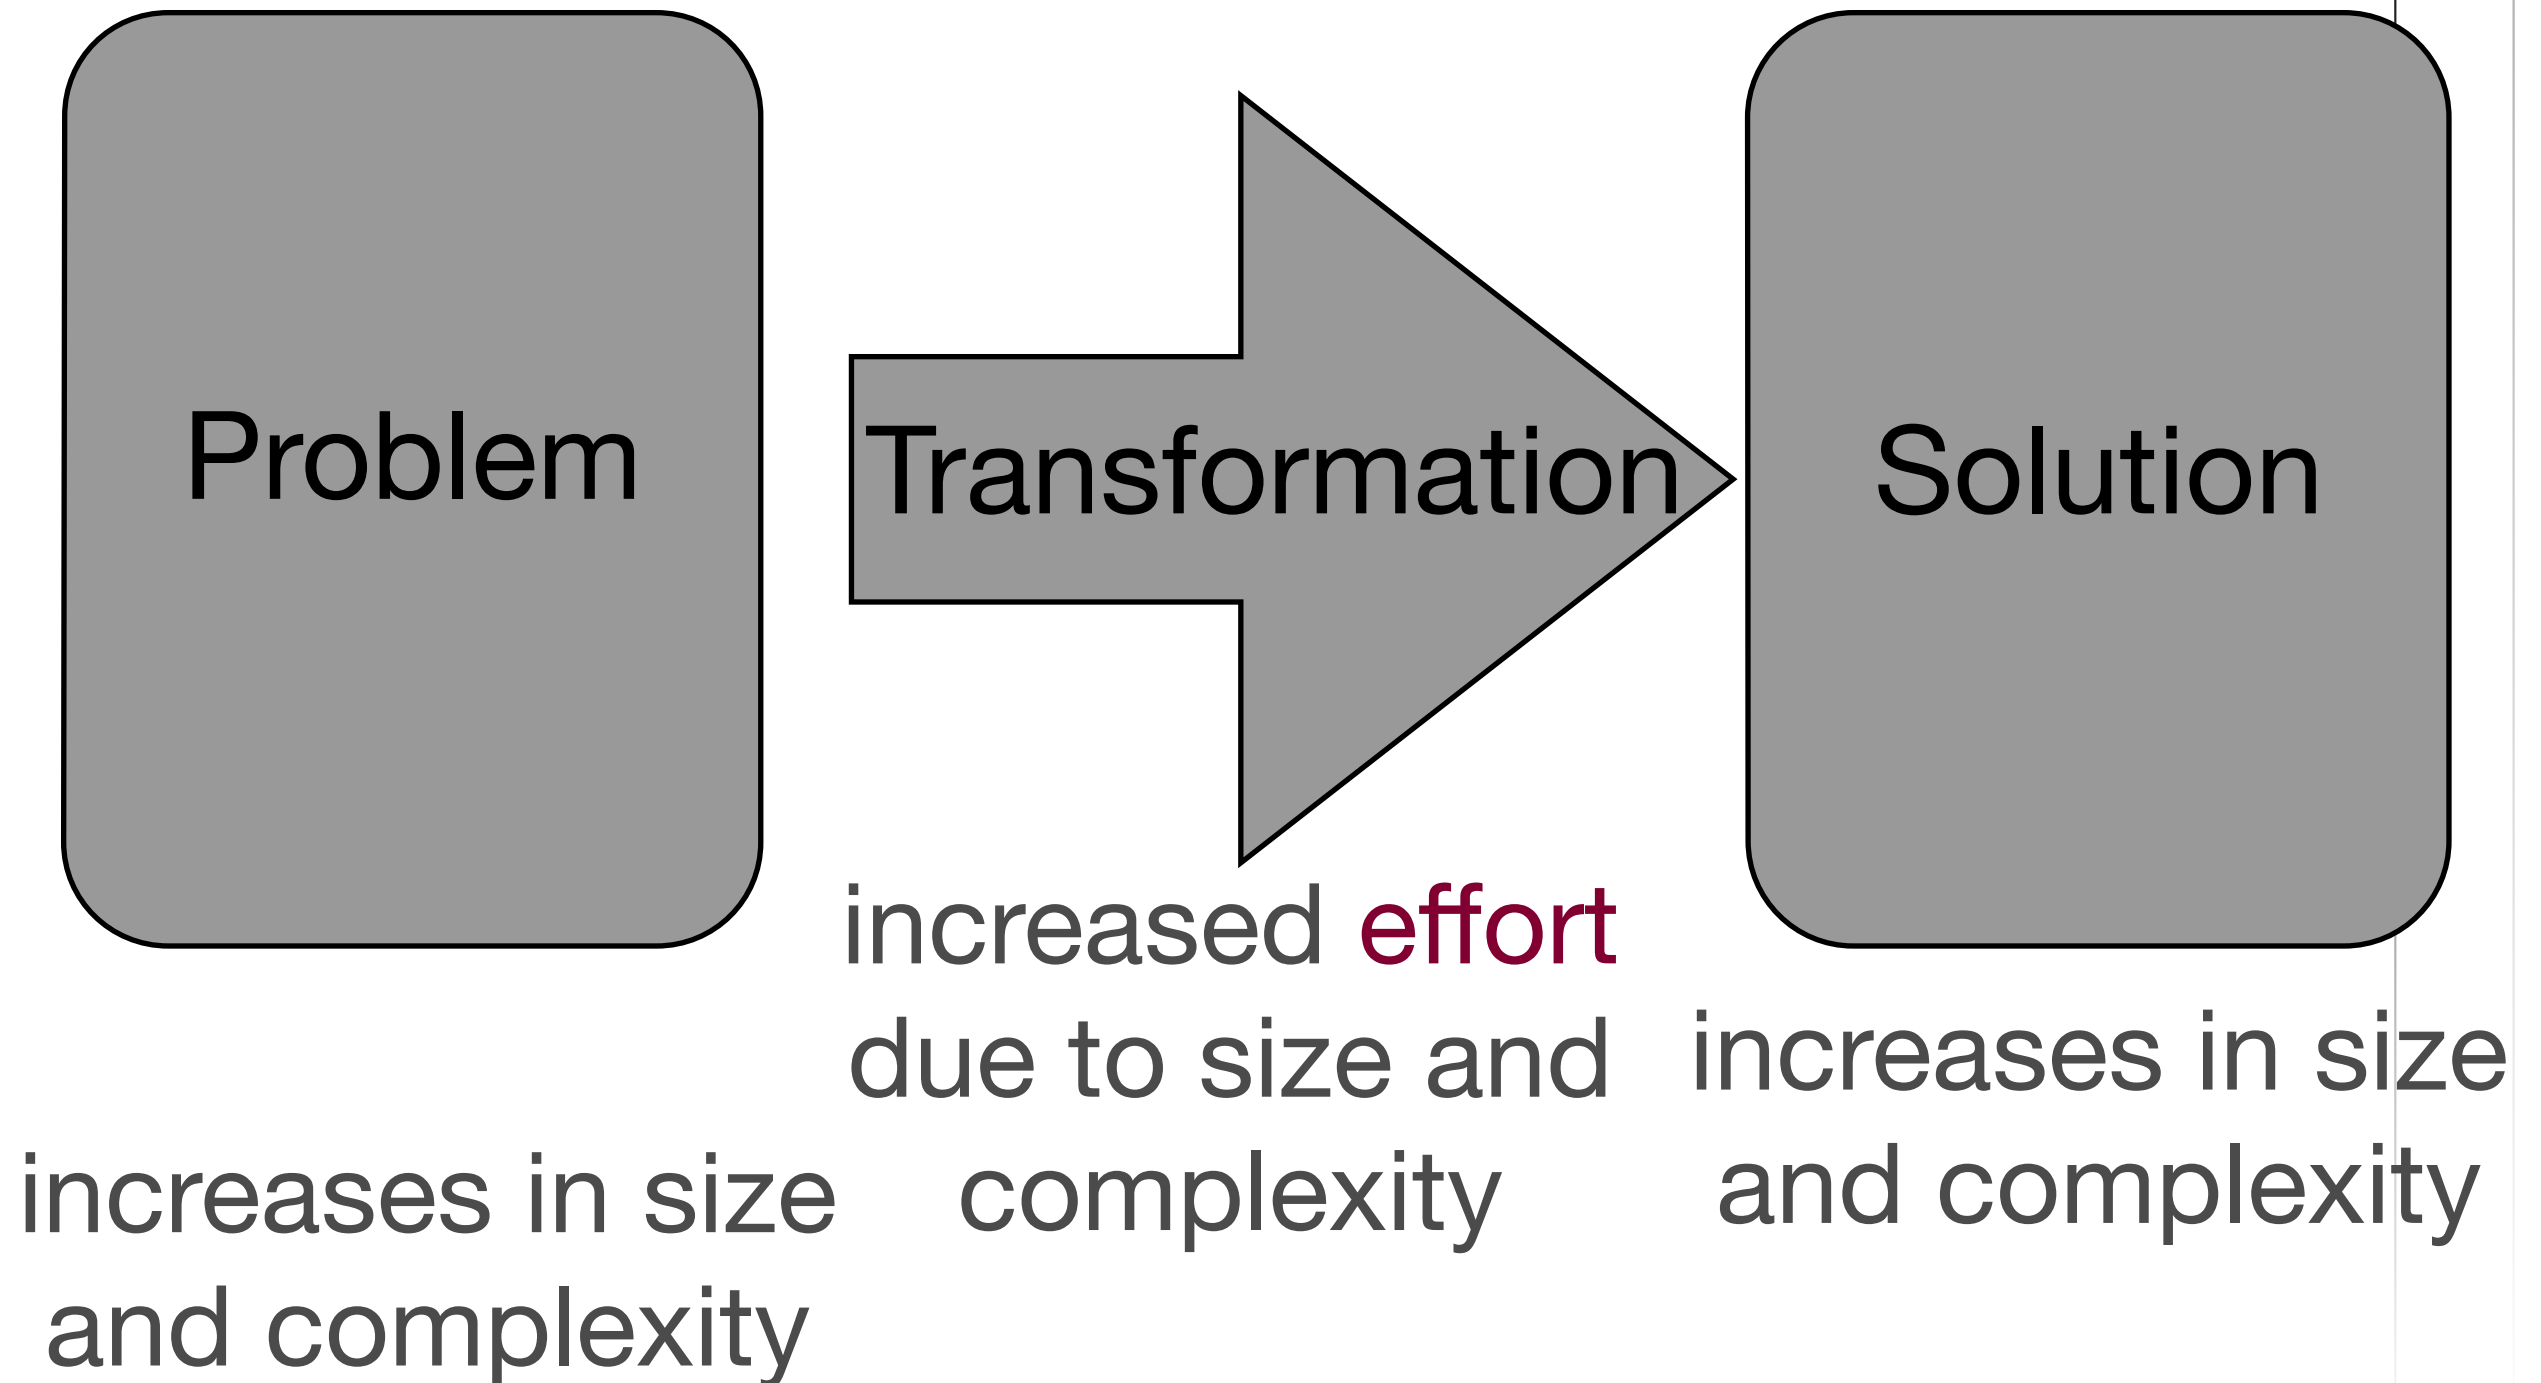 Problem
Transformation
Solution
increases in size
and complexity
increased effort
due to size and
complexity
increases in size
and complexity